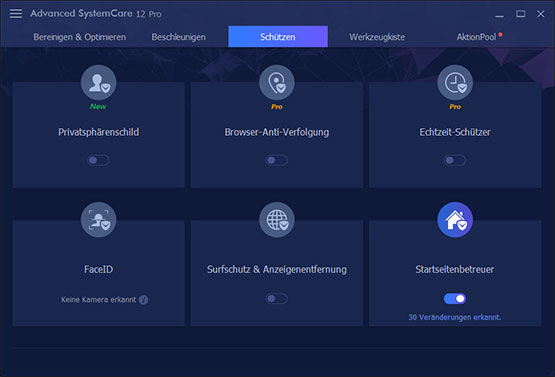 Advanced SystemCare 12 Pro
Bereinigen & Optimieren Beschleunigen Schützen Werkzeugkiste AktionPool
New Pro Pro
Privatsphärenschild Browser-Anti-Verfolgung Echtzeit-Schützer
FaceID Surfschutz & Anzeigenentfernung Startseitenbetreuer
Keine Kamera erkannt i
30 Veränderungen erkannt.